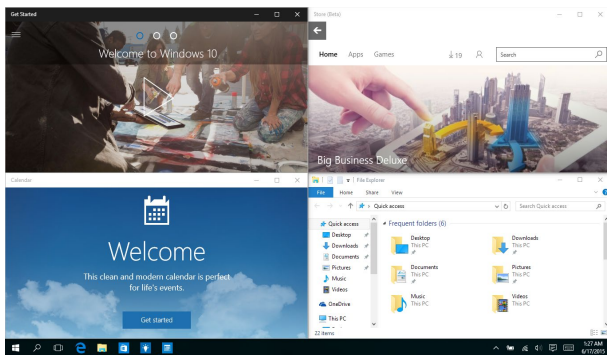 Get Started
Welcome to Windows 10
Store (Beta)
Home Apps Games 19 Search
Big Business Deluxe
Calendar
Welcome
This clean and modern calendar is perfect
for life's events.
Get started
File Explorer
File Home Share View
Quick access Search Quick access
Quick access
Desktop
Downloads
Documents
Pictures
Music
Videos
OneDrive
This PC
22 items
Frequent folders (6)
Desktop
This PC
Downloads
This PC
Documents
This PC
Pictures
This PC
Music
This PC
Videos
This PC
1:27 AM
6/17/2015